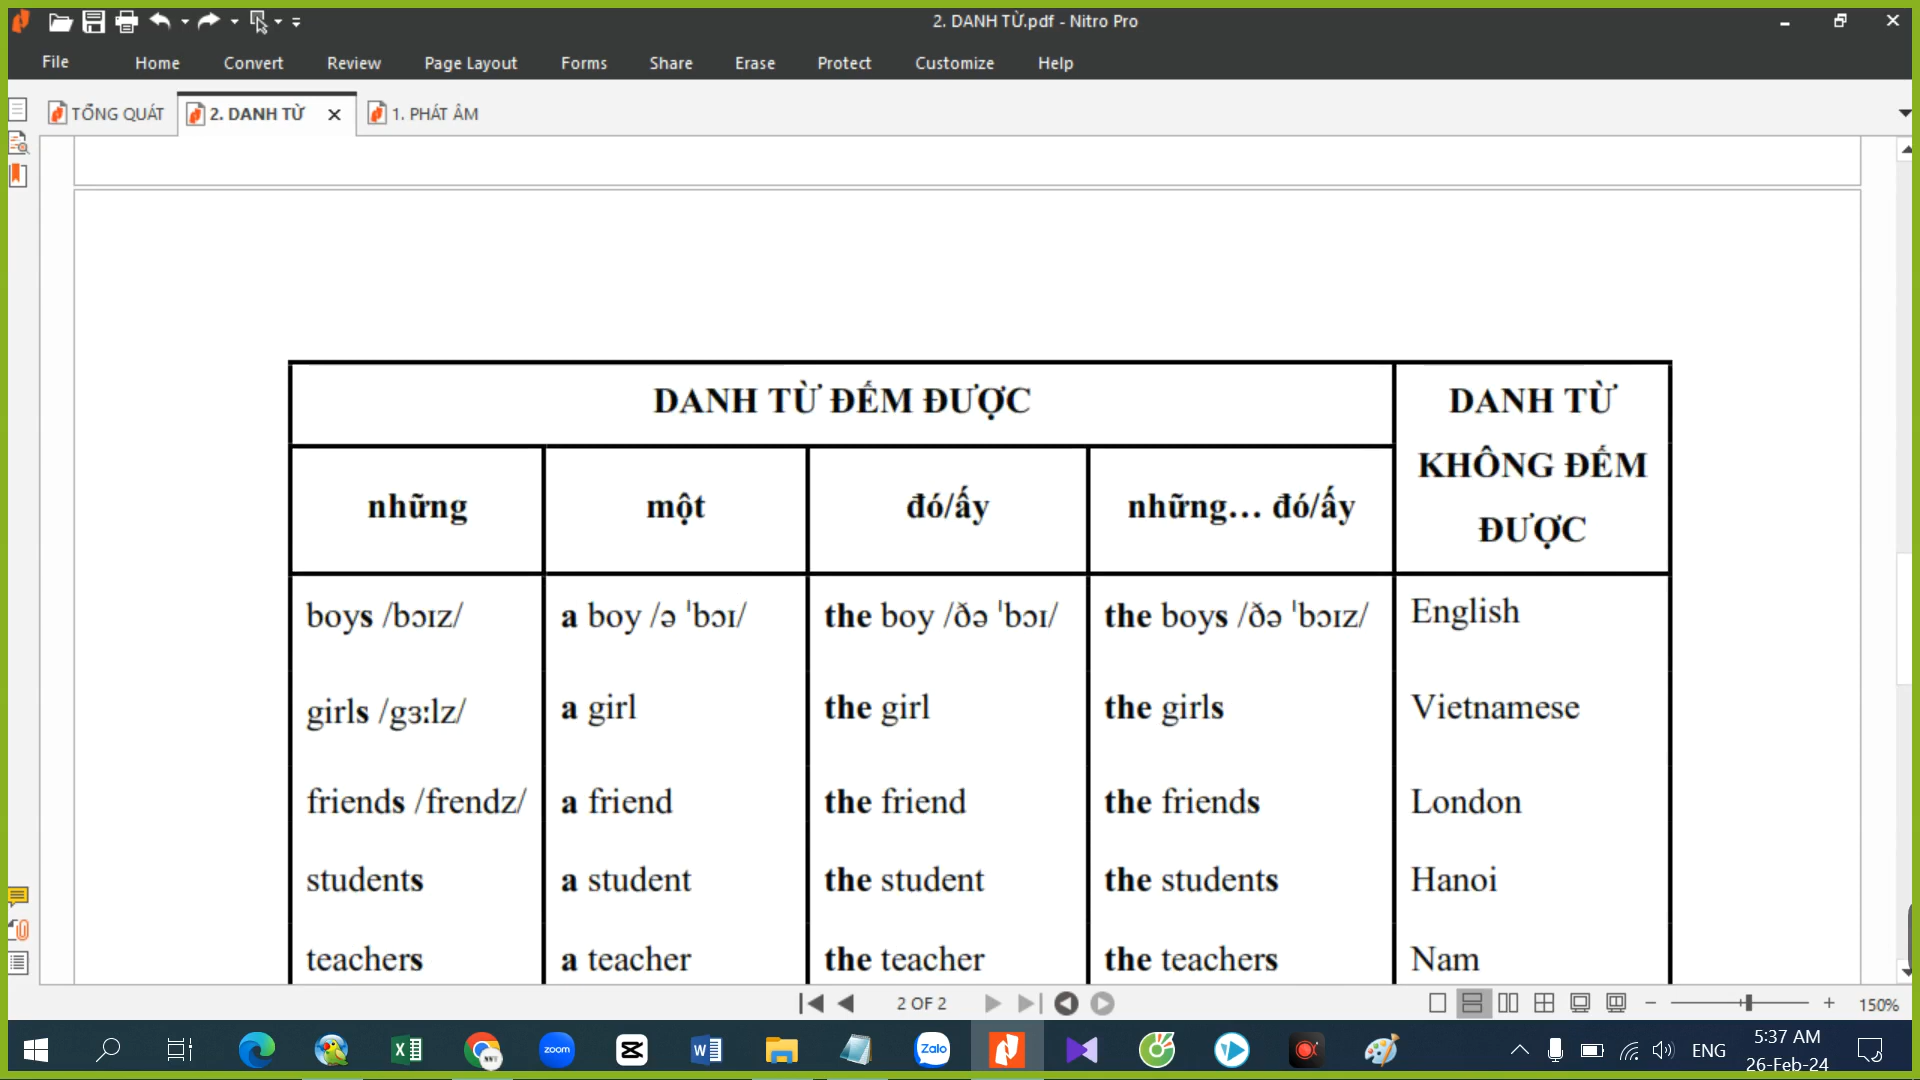 2. DANH TỪ.pdf - Nitro Pro
File Home Convert Review Page Layout Forms Share Erase Protect Customize Help
TỔNG QUÁT 2. DANH TỪ 1. PHÁT ÂM
DANH TỪ ĐẾM ĐƯỢC
DANH TỪ
KHÔNG ĐẾM
ĐƯỢC
những một đó/ấy những... đó/ấy
boys /bɔɪz/ a boy /ə ˈbɔɪ/ the boy /ðə ˈbɔɪ/ the boys /ðə ˈbɔɪz/ English
girls /gɜːlz/ a girl the girl the girls Vietnamese
friends /frendz/ a friend the friend the friends London
students a student the student the students Hanoi
teachers a teacher the teacher the teachers Nam
2 OF 2 150%
zoom Zalo ENG 5:37 AM
26-Feb-24